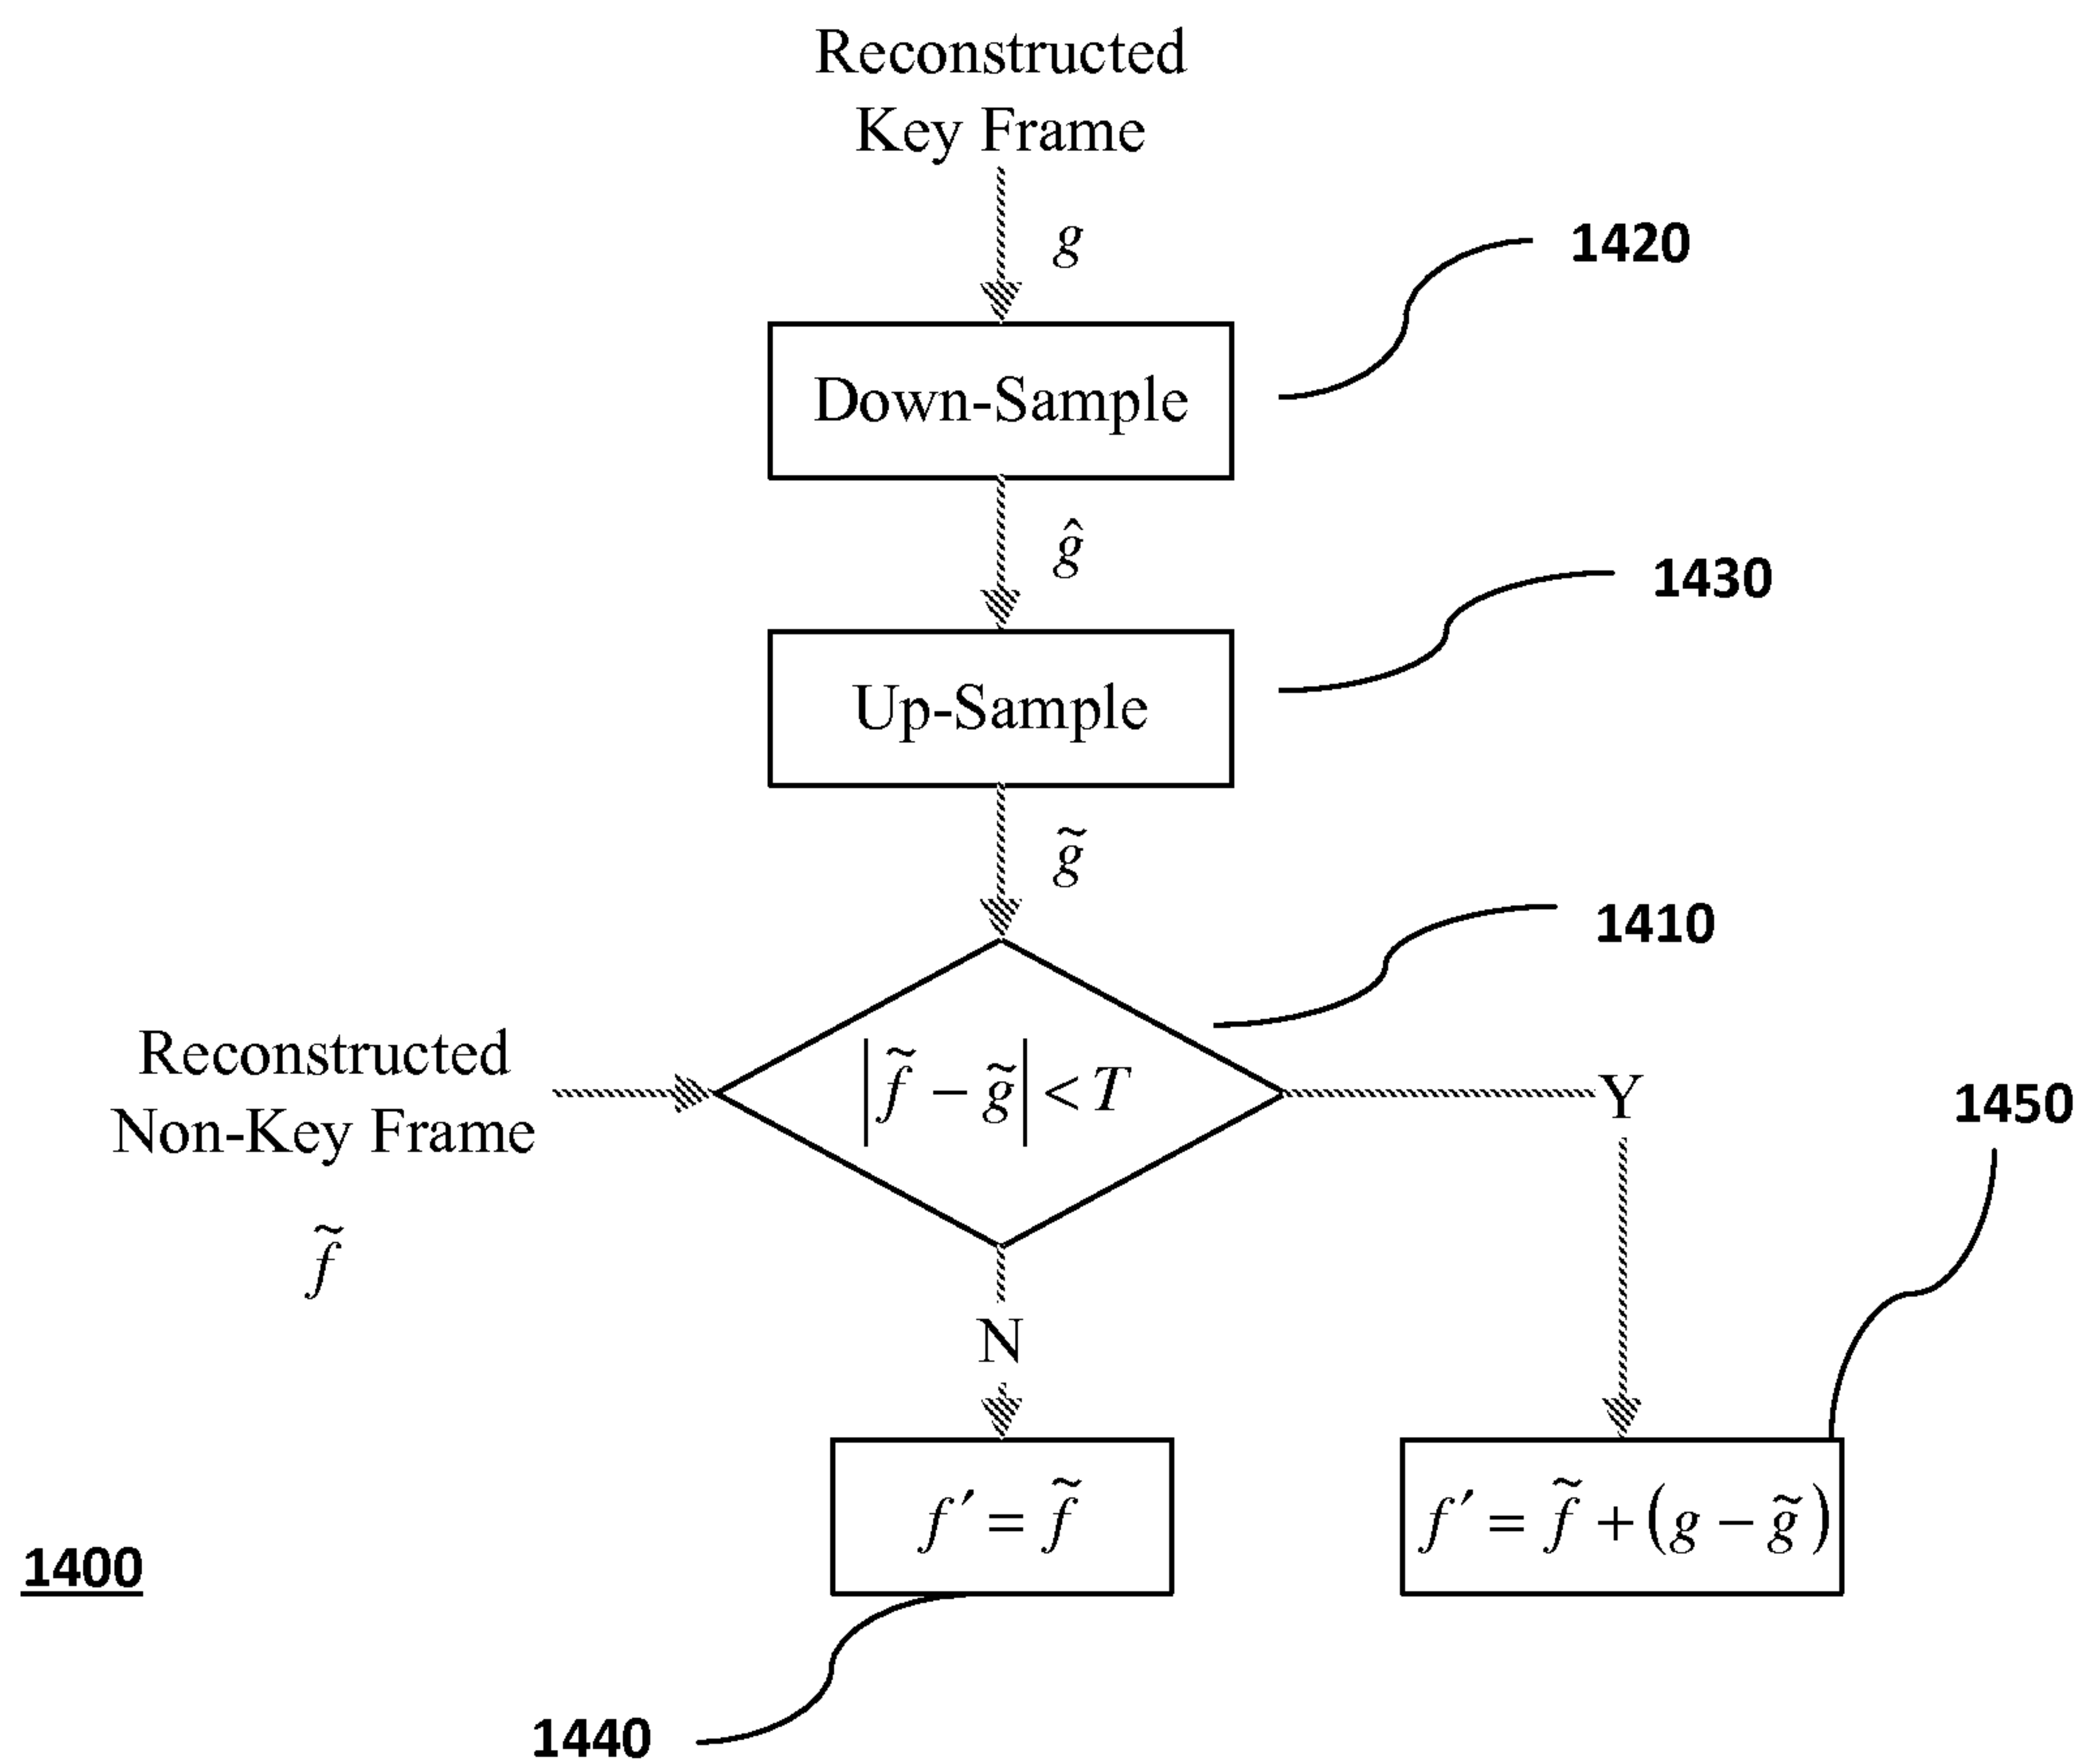 Reconstructed
Key Frame
g
1420
Down-Sample
ĝ
1430
Up-Sample
g̃
1410
Reconstructed
Non-Key Frame
f̃
|f̃ − g̃| < T
Y
1450
N
f′ = f̃
f′ = f̃ + (g − g̃)
1400
1440